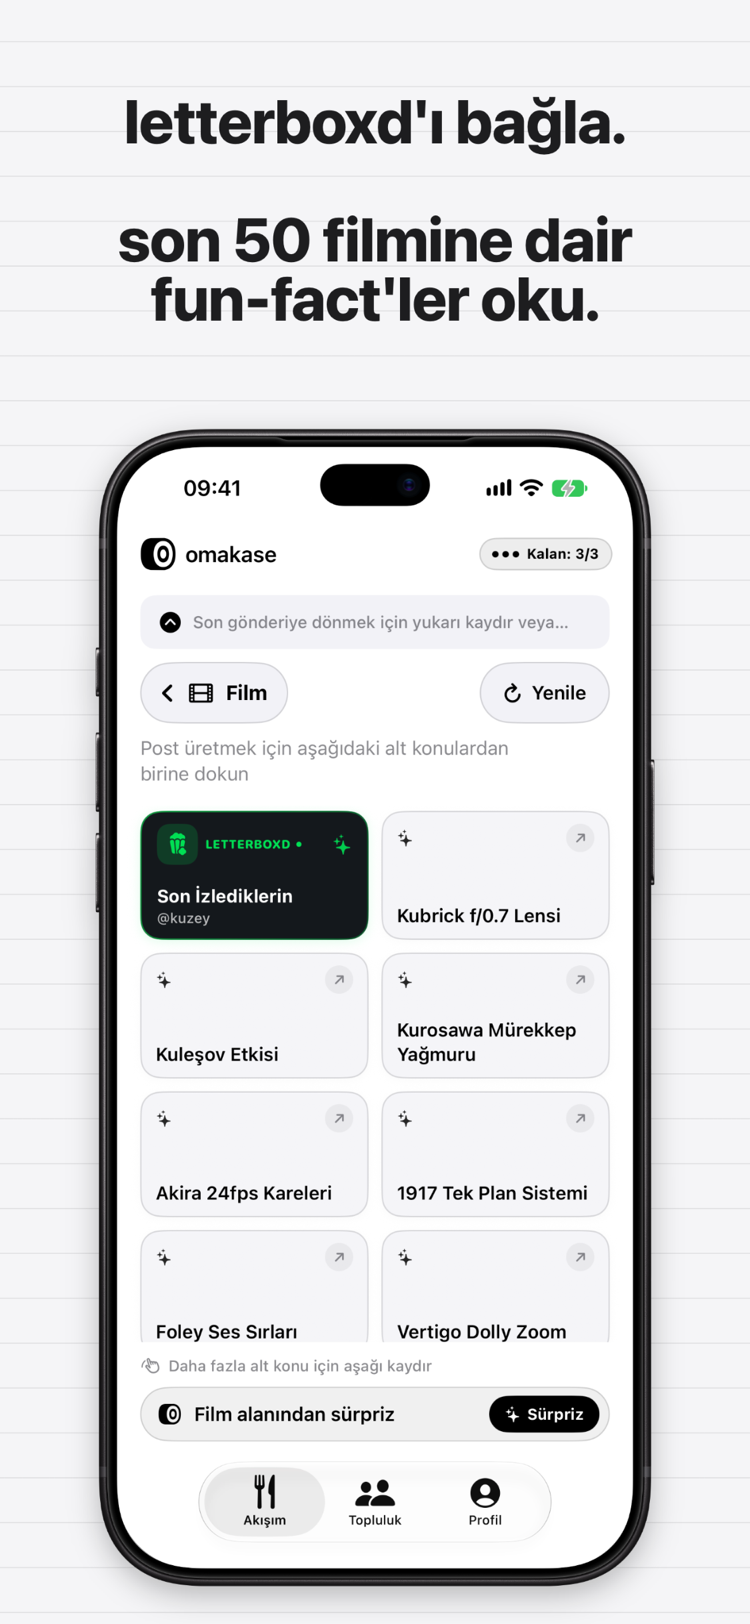 letterboxd'ı bağla.
son 50 filmine dair
fun-fact'ler oku.
09:41
omakase
••• Kalan: 3/3
Son gönderiye dönmek için yukarı kaydır veya...
Film
Yenile
Post üretmek için aşağıdaki alt konulardan
birine dokun
LETTERBOXD •
Son İzlediklerin
@kuzey
Kubrick f/0.7 Lensi
Kuleşov Etkisi
Kurosawa Mürekkep
Yağmuru
Akira 24fps Kareleri
1917 Tek Plan Sistemi
Foley Ses Sırları
Vertigo Dolly Zoom
Daha fazla alt konu için aşağı kaydır
Film alanından sürpriz
Sürpriz
Akışım
Topluluk
Profil